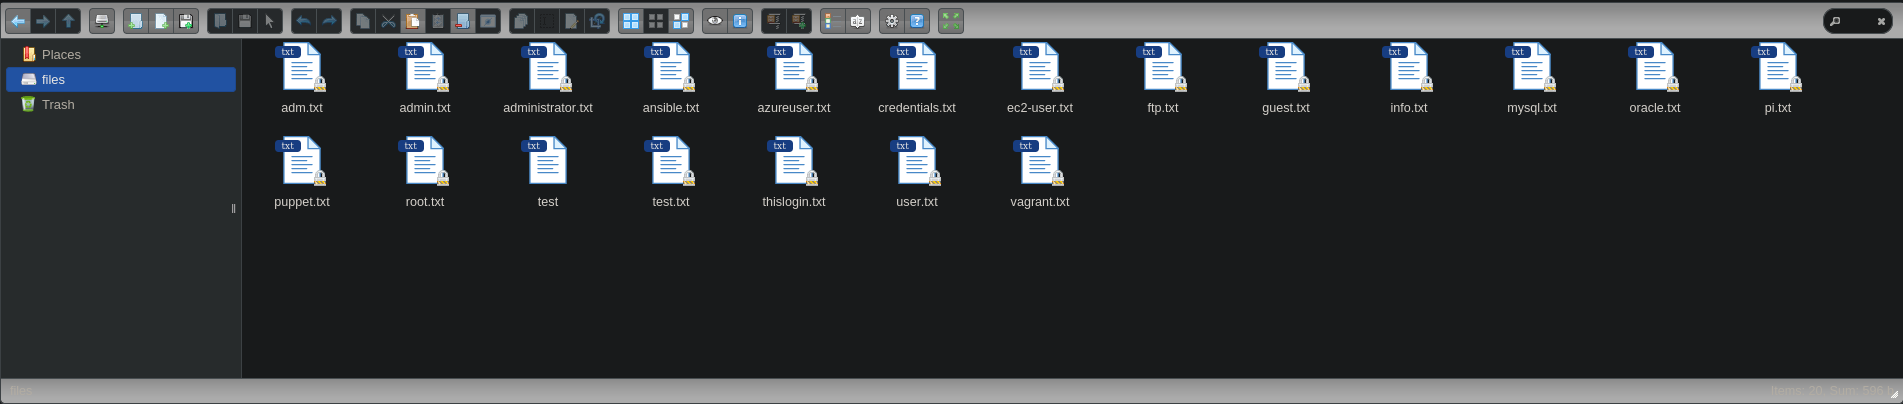 Places
files
Trash
txt txt txt txt txt txt txt txt txt txt txt txt txt
adm.txt admin.txt administrator.txt ansible.txt azureuser.txt credentials.txt ec2-user.txt ftp.txt guest.txt info.txt mysql.txt oracle.txt pi.txt
txt txt txt txt txt txt txt
puppet.txt root.txt test test.txt thislogin.txt user.txt vagrant.txt
files
Items: 20, Sum: